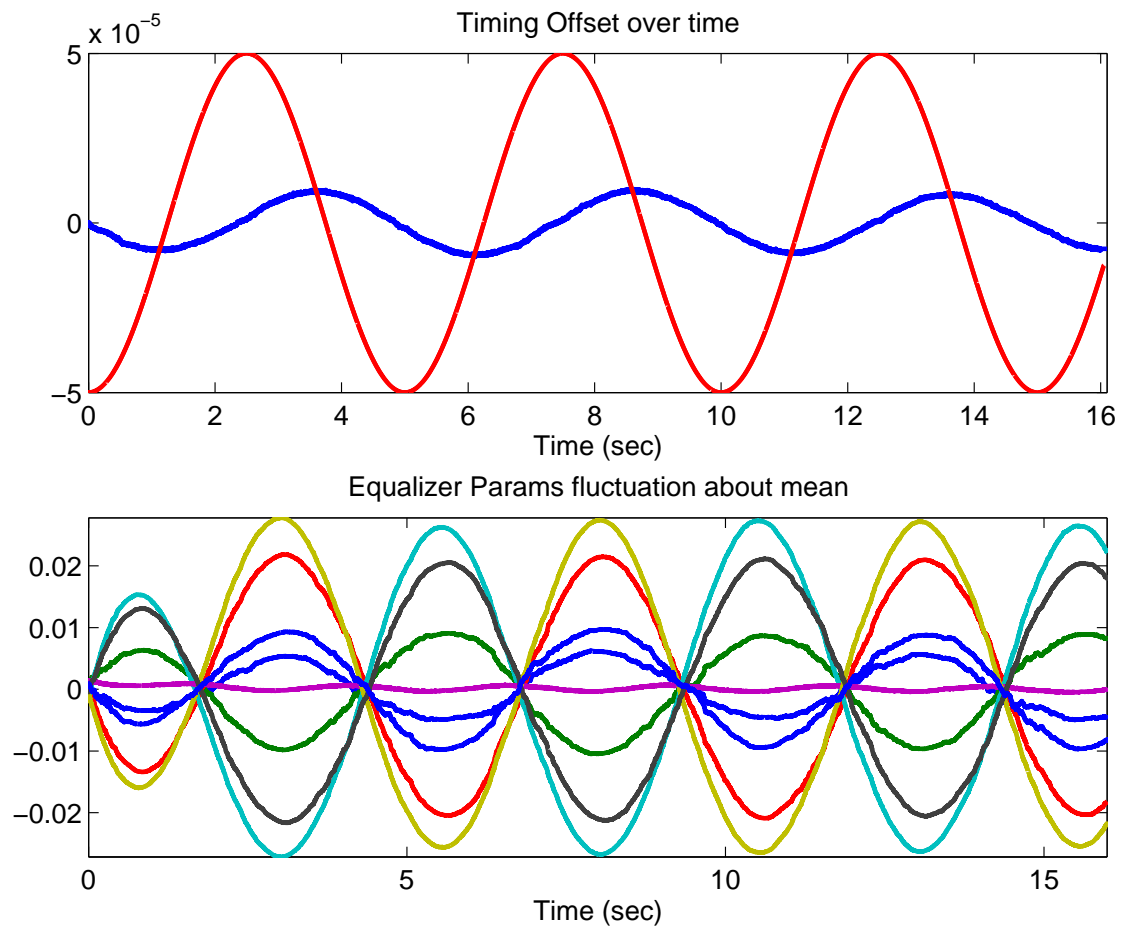 Timing Offset over time
x 10⁻⁵
5
0
−5
0 2 4 6 8 10 12 14 16
Time (sec)
Equalizer Params fluctuation about mean
0.02
0.01
0
−0.01
−0.02
0 5 10 15
Time (sec)